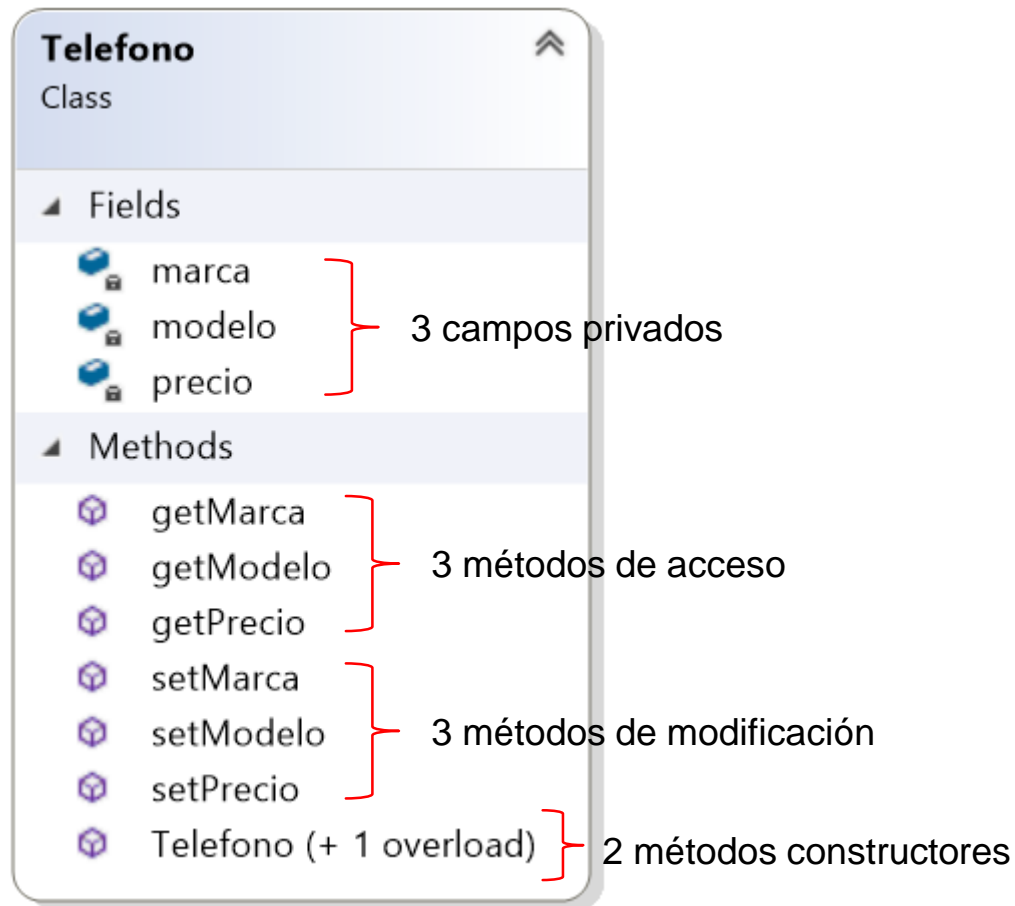 Telefono
Class
Fields
marca
modelo
3 campos privados
precio
Methods
getMarca
getModelo
3 métodos de acceso
getPrecio
setMarca
setModelo
3 métodos de modificación
setPrecio
Telefono (+ 1 overload)
2 métodos constructores